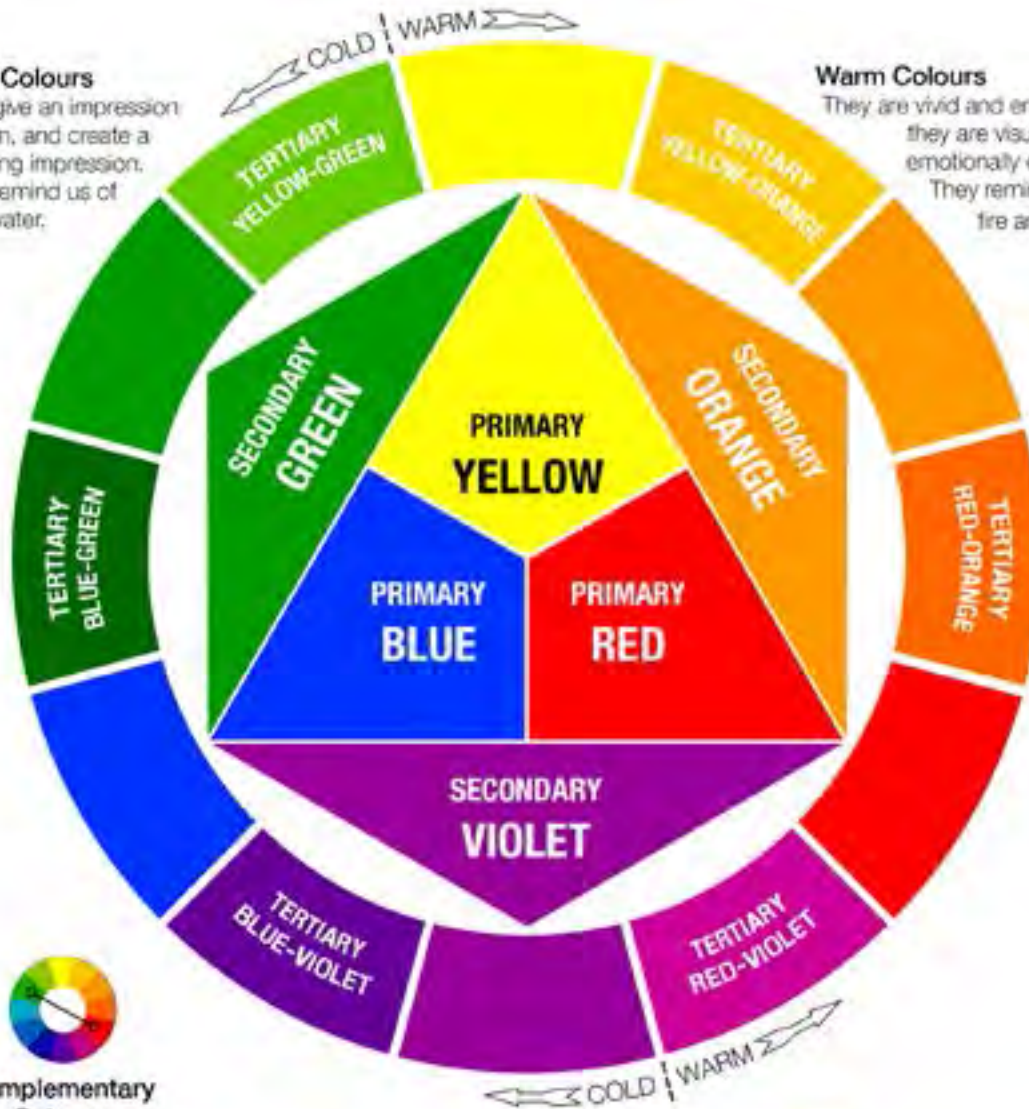 COLD WARM
Colours
give an impression
n, and create a
ng impression.
emind us of
vater.
Warm Colours
They are vivid and en
they are visu
emotionally e
They remi
fire a
TERTIARY
YELLOW-GREEN
TERTIARY
YELLOW-ORANGE
SECONDARY
GREEN
PRIMARY
YELLOW
SECONDARY
ORANGE
TERTIARY
BLUE-GREEN
TERTIARY
RED-ORANGE
PRIMARY
BLUE
PRIMARY
RED
SECONDARY
VIOLET
TERTIARY
BLUE-VIOLET
TERTIARY
RED-VIOLET
COLD WARM
mplementary